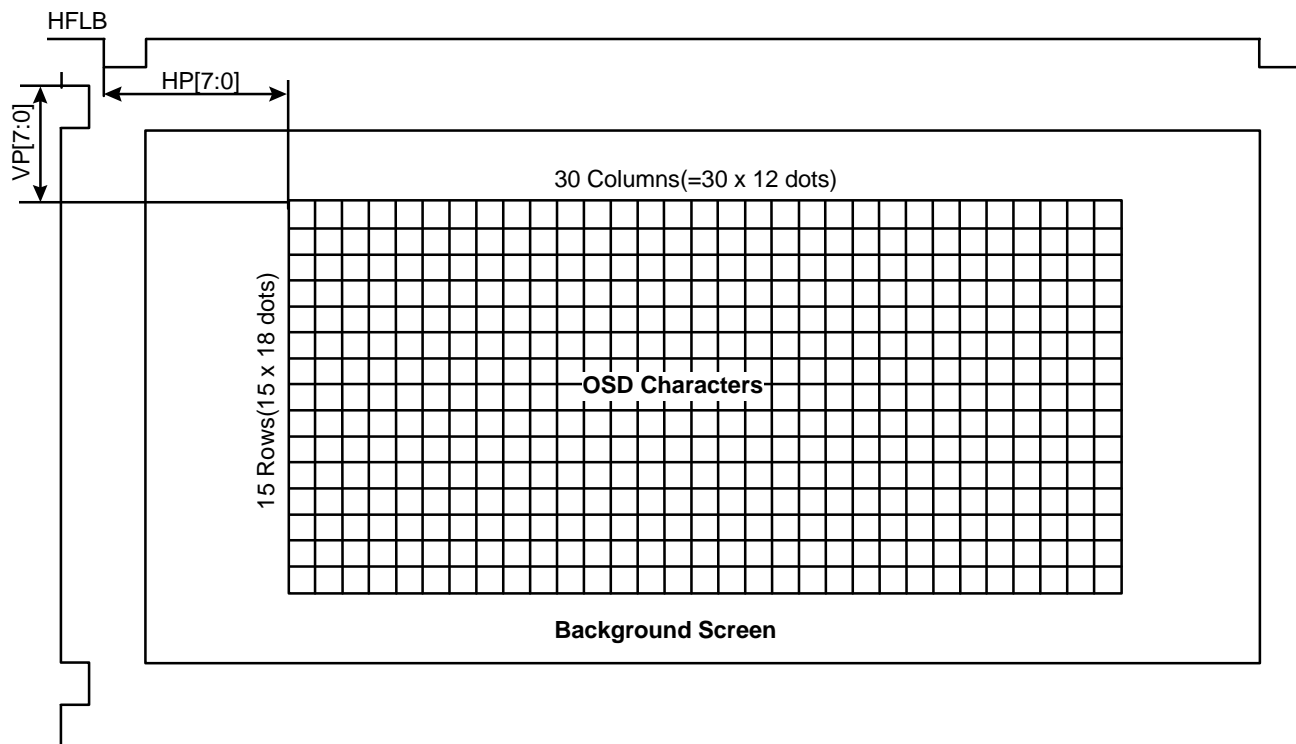 HFLB
HP[7:0]
VP[7:0]
30 Columns(=30 x 12 dots)
15 Rows(15 x 18 dots)
OSD Characters
Background Screen